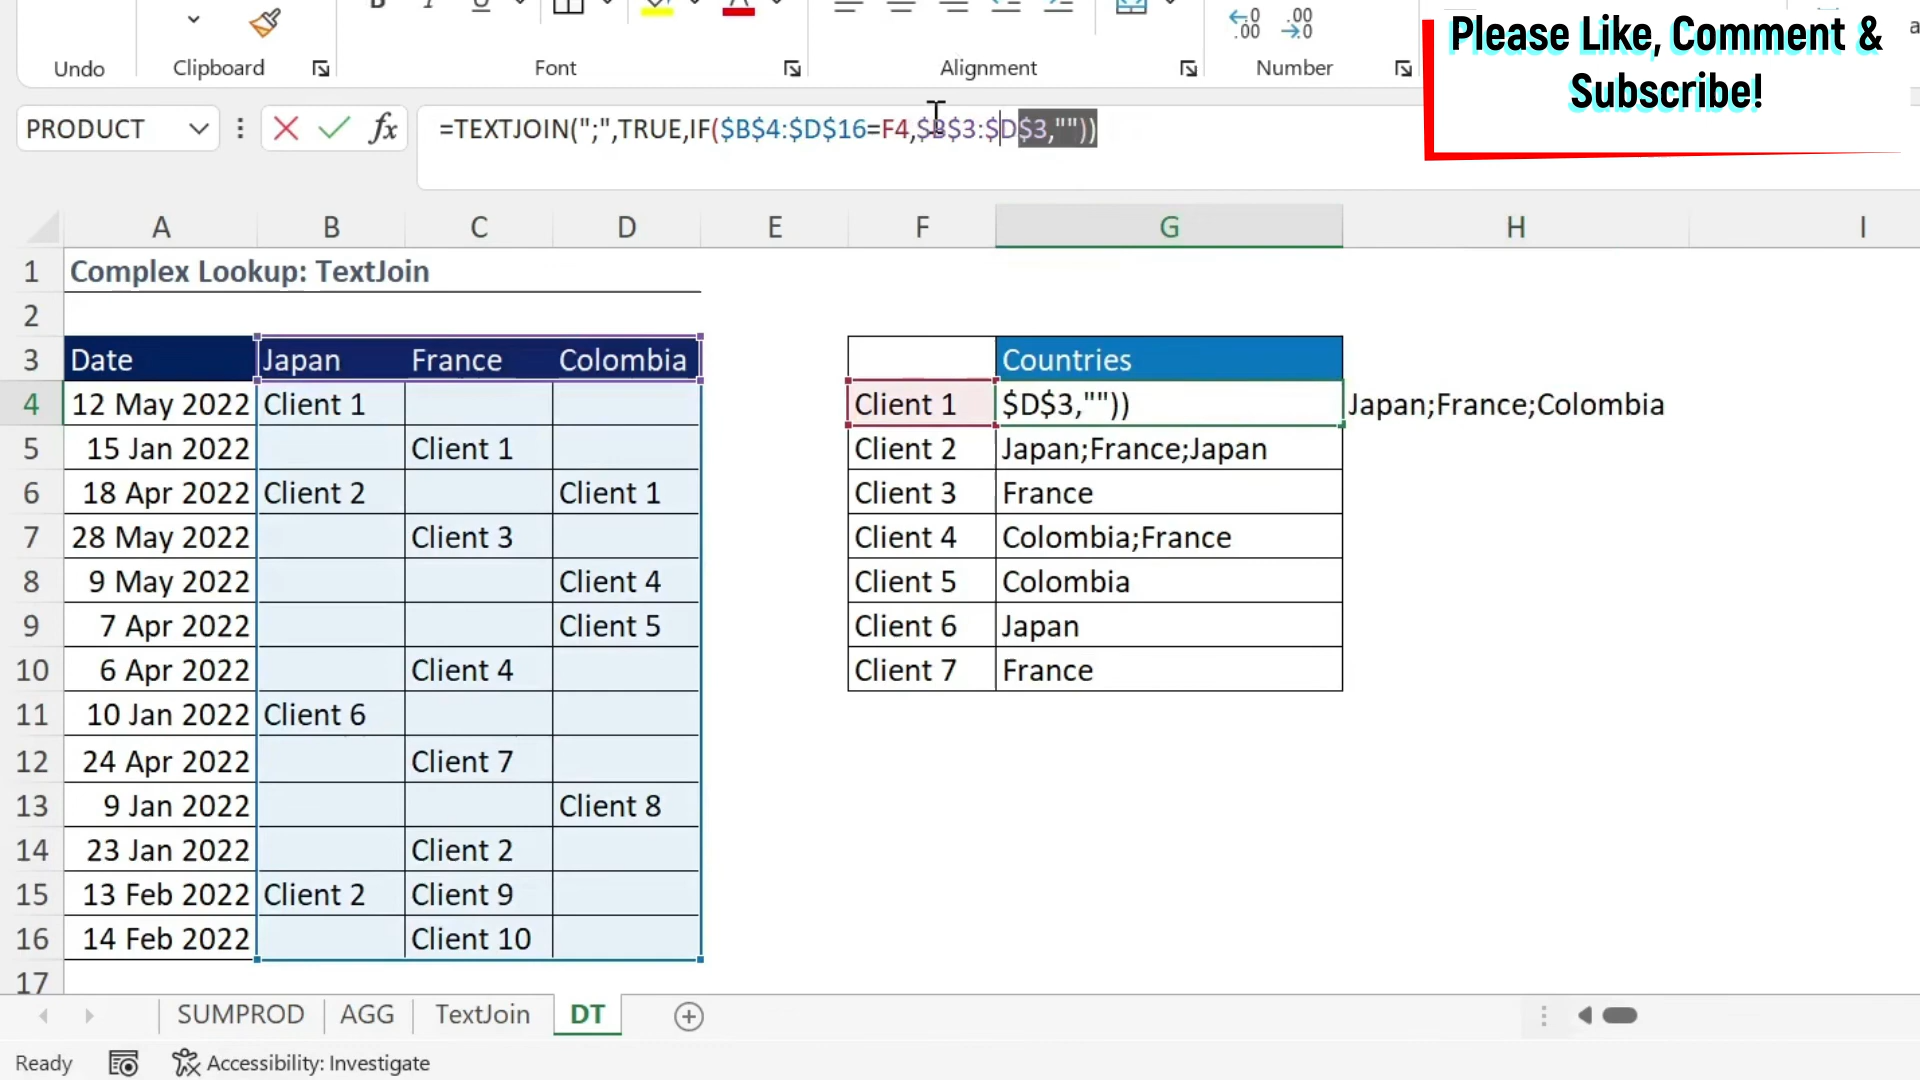 Please Like, Comment &
Subscribe!
B I U A
.00 .00
Undo Clipboard Font Alignment Number
PRODUCT fx =TEXTJOIN(";",TRUE,IF($B$4:$D$16=F4,$B$3:$D$3,""))
A B C D E F G H I
1 Complex Lookup: TextJoin
2
3 Date Japan France Colombia Countries
4 12 May 2022 Client 1 Client 1 $D$3,"")) Japan;France;Colombia
5 15 Jan 2022 Client 1 Client 2 Japan;France;Japan
6 18 Apr 2022 Client 2 Client 1 Client 3 France
7 28 May 2022 Client 3 Client 4 Colombia;France
8 9 May 2022 Client 4 Client 5 Colombia
9 7 Apr 2022 Client 5 Client 6 Japan
10 6 Apr 2022 Client 4 Client 7 France
11 10 Jan 2022 Client 6
12 24 Apr 2022 Client 7
13 9 Jan 2022 Client 8
14 23 Jan 2022 Client 2
15 13 Feb 2022 Client 2 Client 9
16 14 Feb 2022 Client 10
17
SUMPROD AGG TextJoin DT
Ready Accessibility: Investigate